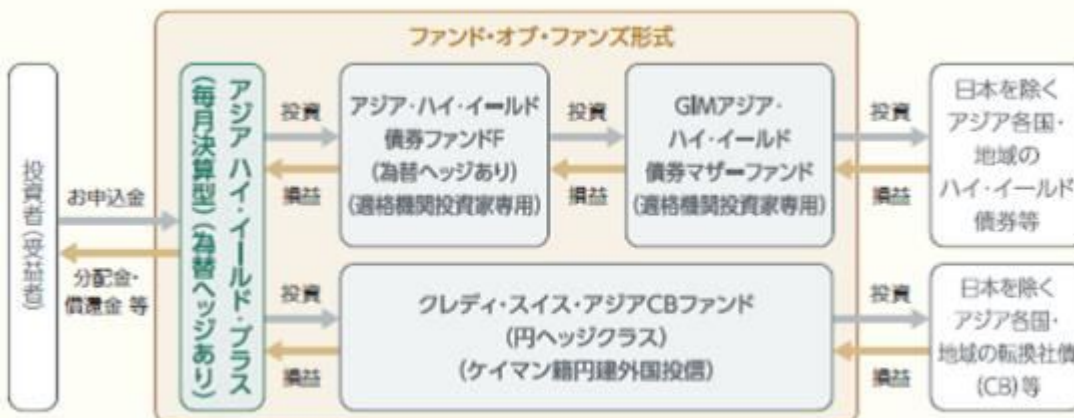 ファンド・オブ・ファンズ形式
投資者(受益者)
お申込金
分配金・
償還金 等
アジア ハイ・イールド・プラス
(毎月決算型)(為替ヘッジあり)
投資
損益
アジア・ハイ・イールド
債券ファンドF
(為替ヘッジあり)
(適格機関投資家専用)
投資
損益
GIMアジア・
ハイ・イールド
債券マザーファンド
(適格機関投資家専用)
投資
損益
日本を除く
アジア各国・
地域の
ハイ・イールド
債券等
投資
損益
クレディ・スイス・アジアCBファンド
(円ヘッジクラス)
(ケイマン籍円建外国投信)
投資
損益
日本を除く
アジア各国・
地域の転換社債
(CB)等